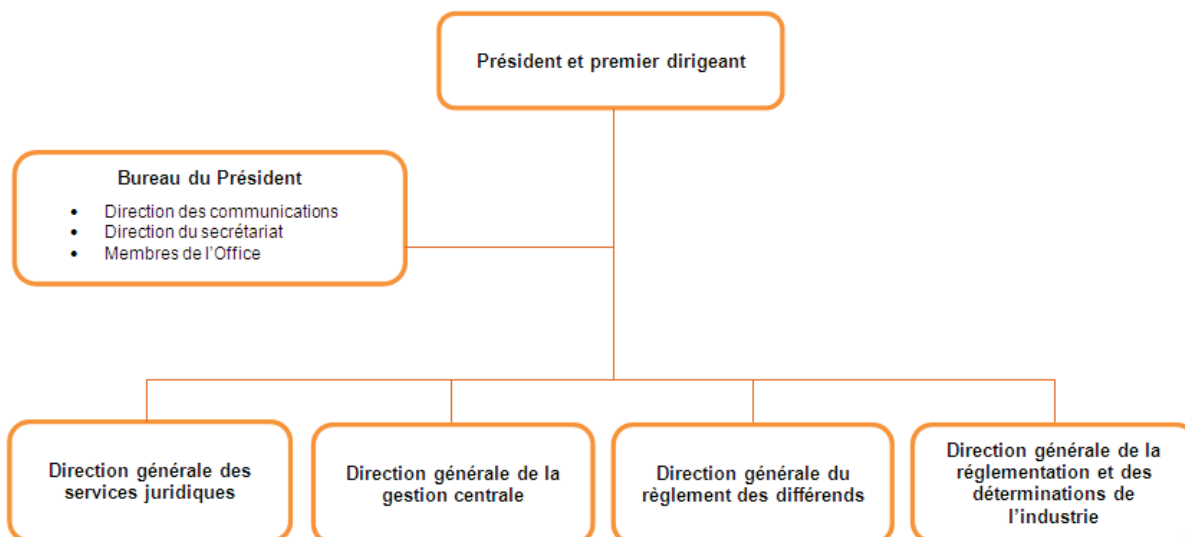 Président et premier dirigeant
Bureau du Président
• Direction des communications
• Direction du secrétariat
• Membres de l'Office
Direction générale des
services juridiques
Direction générale de la
gestion centrale
Direction générale du
règlement des différends
Direction générale de la
réglementation et des
déterminations de
l'industrie